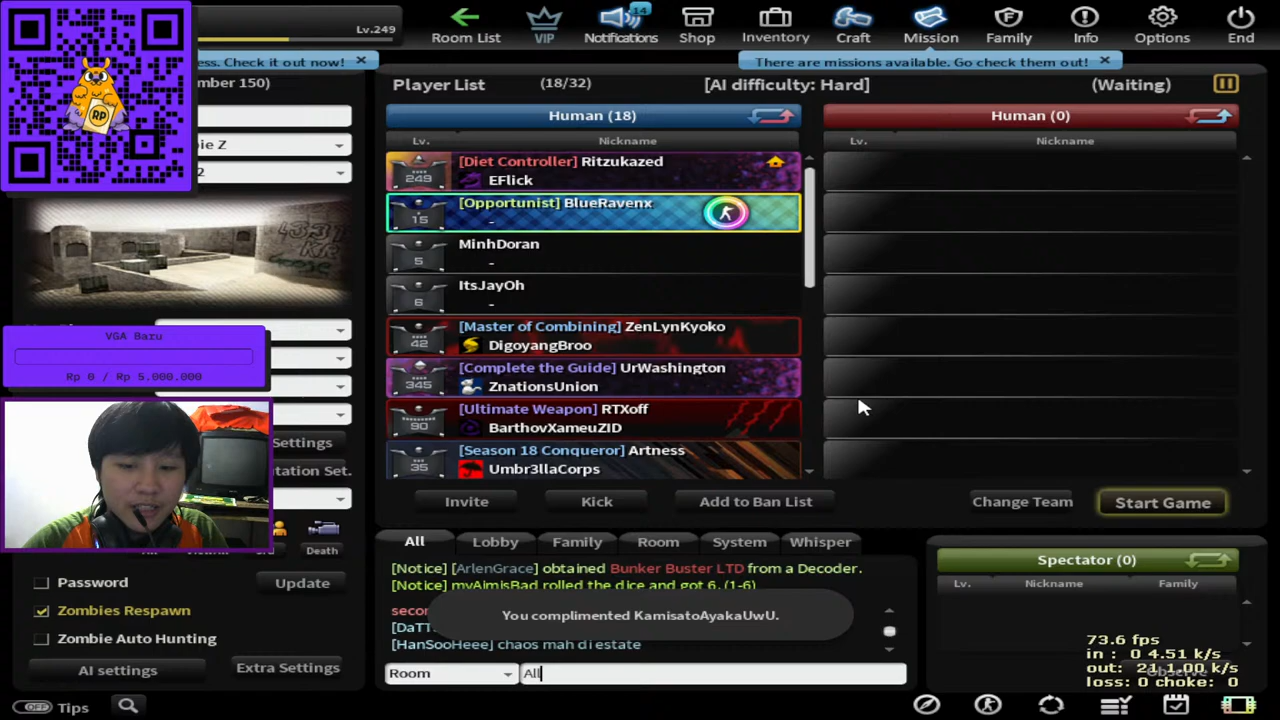 Lv.249
Room List
VIP
14
Notifications
Shop
Inventory
Craft
Mission
Family
Info
Options
End
ess. Check it out now!
There are missions available. Go check them out!
mber 150)
Player List
(18/32)
[AI difficulty: Hard]
(Waiting)
RP
Human (18)
Human (0)
Lv.
Nickname
Lv.
Nickname
ie Z
2
249
[Diet Controller] Ritzukazed
EFlick
15
[Opportunist] BlueRavenx
-
5
MinhDoran
-
6
ItsJayOh
-
42
[Master of Combining] ZenLynKyoko
DigoyangBroo
345
[Complete the Guide] UrWashington
ZnationsUnion
90
[Ultimate Weapon] RTXoff
BarthovXameuZID
35
[Season 18 Conqueror] Artness
Umbr3llaCorps
VGA Baru
Rp 0 / Rp 5.000.000
Settings
tation Set.
Invite
Kick
Add to Ban List
Change Team
Start Game
Death
All
Lobby
Family
Room
System
Whisper
[Notice] [ArlenGrace] obtained Bunker Buster LTD from a Decoder.
[Notice] myAimisBad rolled the dice and got 6. (1-6)
secor
You complimented KamisatoAyakaUwU.
[DaTT
[HanSooHeee] chaos mah di estate
Room
All
Spectator (0)
Lv.
Nickname
Family
Password
Update
Zombies Respawn
Zombie Auto Hunting
AI settings
Extra Settings
73.6 fps
in : 0 4.51 k/s
out: 21 1.00 k/s
loss: 0 choke: 0
Observe
OFF
Tips